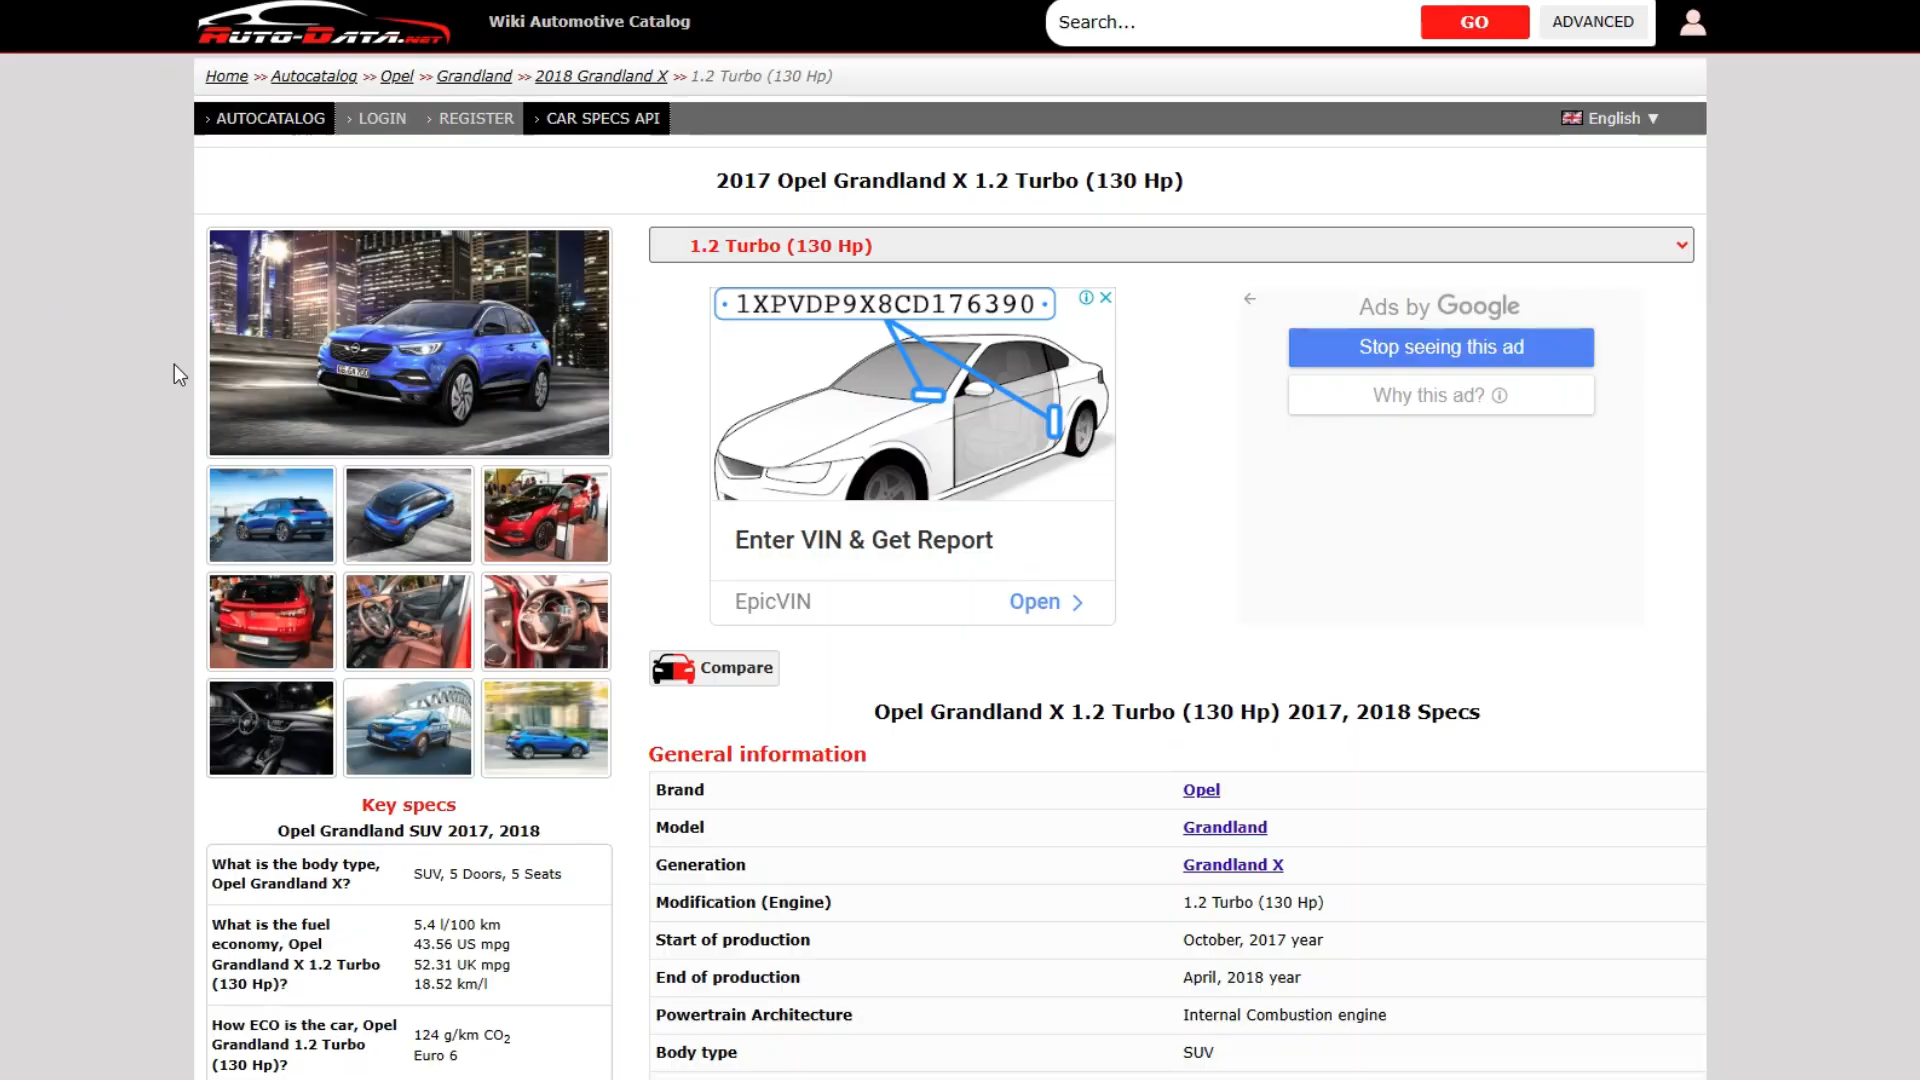 AUTO-DATA.NET
Wiki Automotive Catalog
Search...
GO
ADVANCED
Home >> Autocatalog >> Opel >> Grandland >> 2018 Grandland X >> 1.2 Turbo (130 Hp)
› AUTOCATALOG
› LOGIN
› REGISTER
› CAR SPECS API
English ▼
2017 Opel Grandland X 1.2 Turbo (130 Hp)
1.2 Turbo (130 Hp)
1XPVDP9X8CD176390
Enter VIN & Get Report
EpicVIN
Open
Ads by Google
Stop seeing this ad
Why this ad?
Compare
Opel Grandland X 1.2 Turbo (130 Hp) 2017, 2018 Specs
General information
Brand Opel
Model Grandland
Generation Grandland X
Modification (Engine) 1.2 Turbo (130 Hp)
Start of production October, 2017 year
End of production April, 2018 year
Powertrain Architecture Internal Combustion engine
Body type SUV
Key specs
Opel Grandland SUV 2017, 2018
What is the body type,
Opel Grandland X?
SUV, 5 Doors, 5 Seats
What is the fuel
economy, Opel
Grandland X 1.2 Turbo
(130 Hp)?
5.4 l/100 km
43.56 US mpg
52.31 UK mpg
18.52 km/l
How ECO is the car, Opel
Grandland 1.2 Turbo
(130 Hp)?
124 g/km CO2
Euro 6